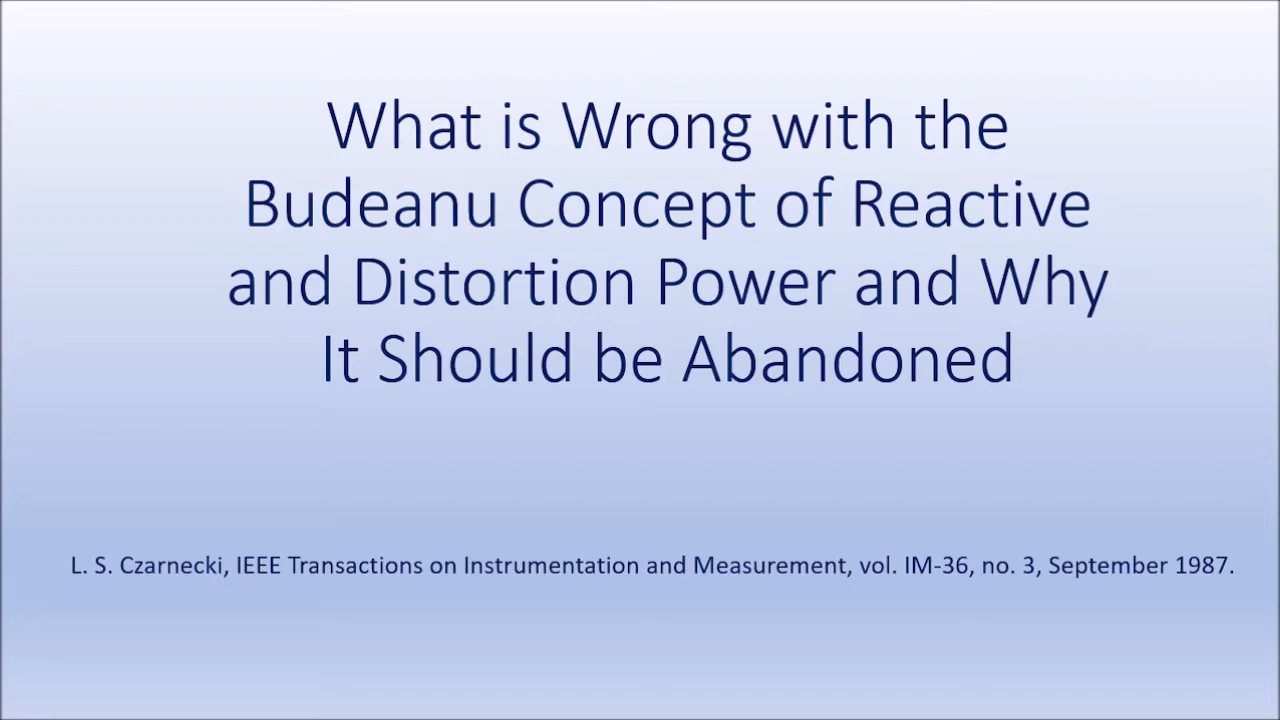 What is Wrong with the
Budeanu Concept of Reactive
and Distortion Power and Why
It Should be Abandoned
L. S. Czarnecki, IEEE Transactions on Instrumentation and Measurement, vol. IM-36, no. 3, September 1987.